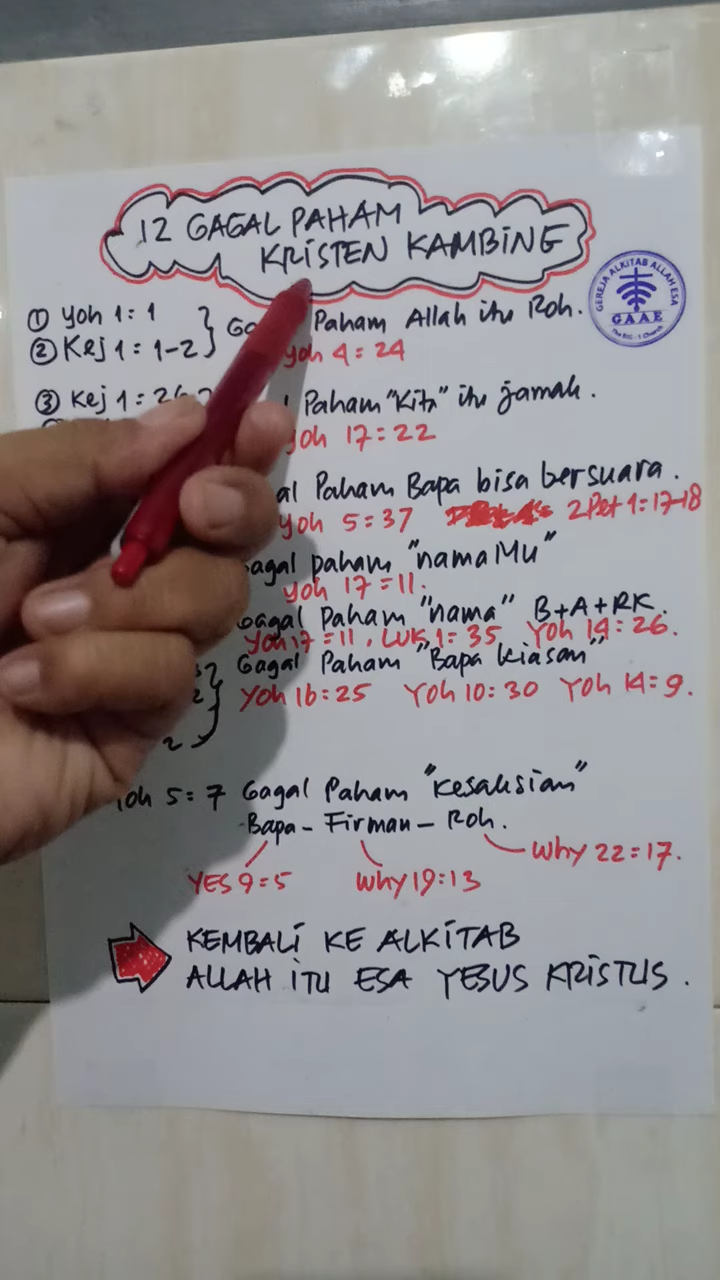 12 GAGAL PAHAM
KRiSTEN KAMBiNG
GEREJA ALKITAB ALLAH ESA
GAAE
① Yoh 1:1
② Kej 1:1-2
Paham Allah itu Roh.
Yoh 4:24
③ Kej 1:26
Paham "Kita" itu jamak.
Yoh 17:22
Paham Bapa bisa bersuara.
Yoh 5:37 2Pet 1:17-18
Gagal paham "namaMu"
Yoh 17=11.
Gagal Paham "nama" B+A+RK.
Yoh 17=11, LUK 1:35 Yoh 14:26.
Gagal Paham "Bapa kiasan"
Yoh 16:25 Yoh 10:30 Yoh 14=9.
5:7 Gagal Paham "Kesaksian"
Bapa - Firman - Roh.
YES 9=5 Why 19:13 Why 22=17.
KEMBALi KE ALKiTAB
ALLAH iTU ESA YESUS KRiSTUS.